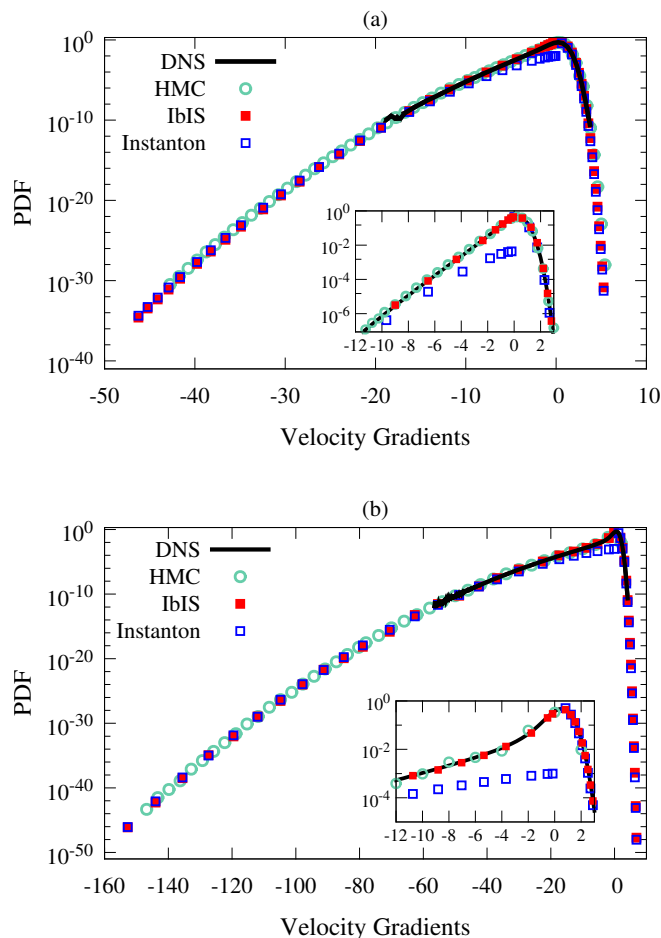 (a)
10^0
10^-10
10^-20
10^-30
10^-40
PDF
DNS
HMC
IbIS
Instanton
10^0
10^-2
10^-4
10^-6
-12 -10 -8 -6 -4 -2 0 2
-50 -40 -30 -20 -10 0 10
Velocity Gradients
(b)
10^0
10^-10
10^-20
10^-30
10^-40
10^-50
PDF
DNS
HMC
IbIS
Instanton
10^0
10^-2
10^-4
-12 -10 -8 -6 -4 -2 0 2
-160 -140 -120 -100 -80 -60 -40 -20 0
Velocity Gradients